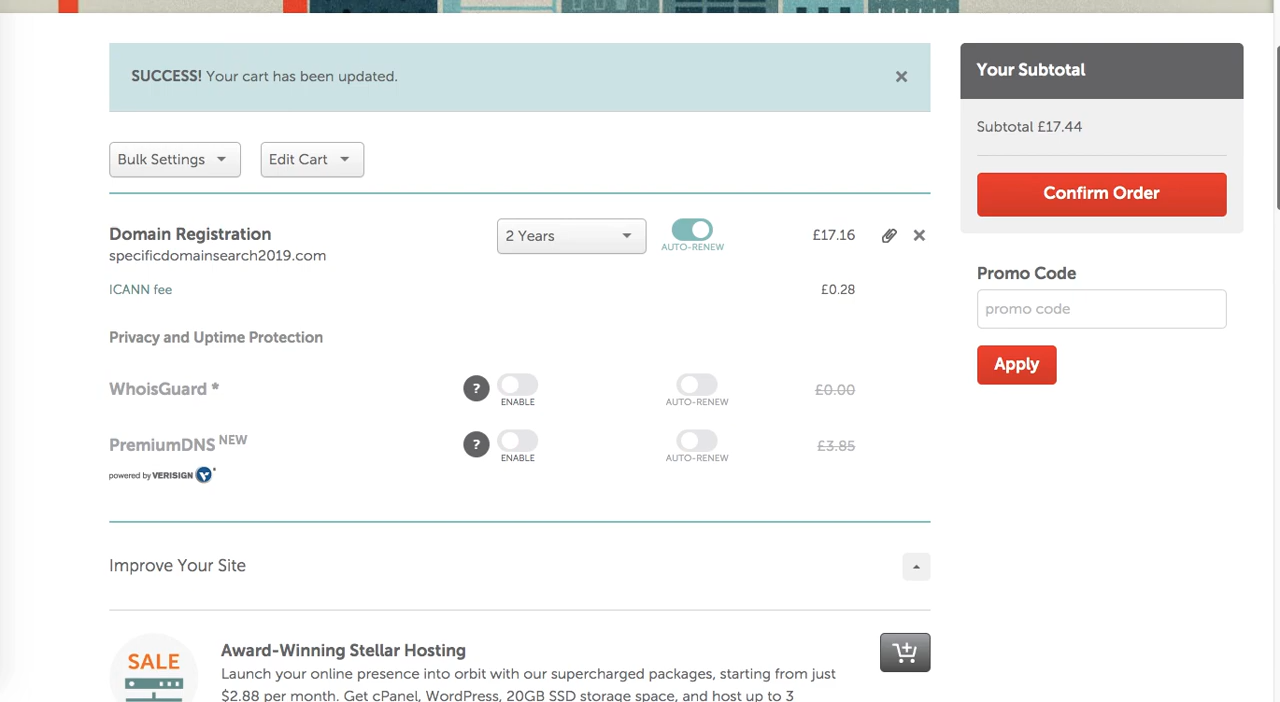 SUCCESS! Your cart has been updated.
Bulk Settings
Edit Cart
Domain Registration
specificdomainsearch2019.com
2 Years
AUTO-RENEW
£17.16
ICANN fee
£0.28
Privacy and Uptime Protection
WhoisGuard *
?
ENABLE
AUTO-RENEW
£0.00
PremiumDNS NEW
powered by VERISIGN
?
ENABLE
AUTO-RENEW
£3.85
Improve Your Site
SALE
Award-Winning Stellar Hosting
Launch your online presence into orbit with our supercharged packages, starting from just
$2.88 per month. Get cPanel, WordPress, 20GB SSD storage space, and host up to 3
Your Subtotal
Subtotal £17.44
Confirm Order
Promo Code
promo code
Apply